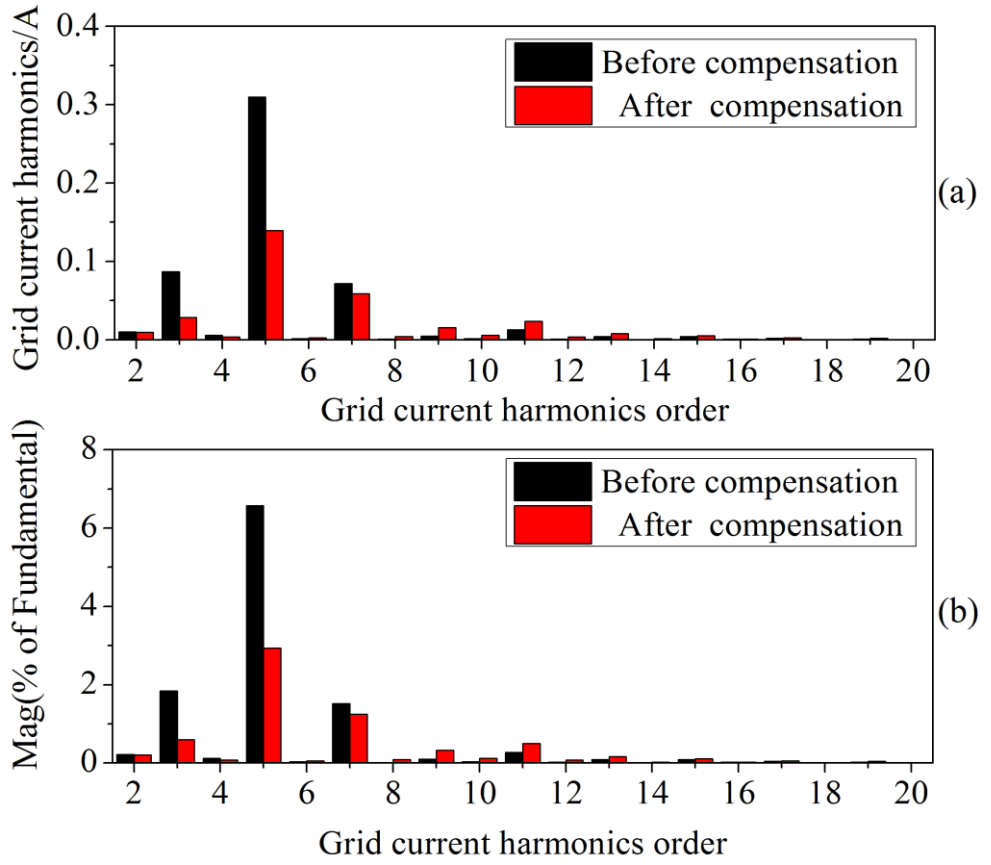 0.4
0.3
0.2
0.1
0.0
Grid current harmonics/A
Before compensation
After compensation
(a)
2 4 6 8 10 12 14 16 18 20
Grid current harmonics order
8
6
4
2
0
Mag(% of Fundamental)
Before compensation
After compensation
(b)
2 4 6 8 10 12 14 16 18 20
Grid current harmonics order